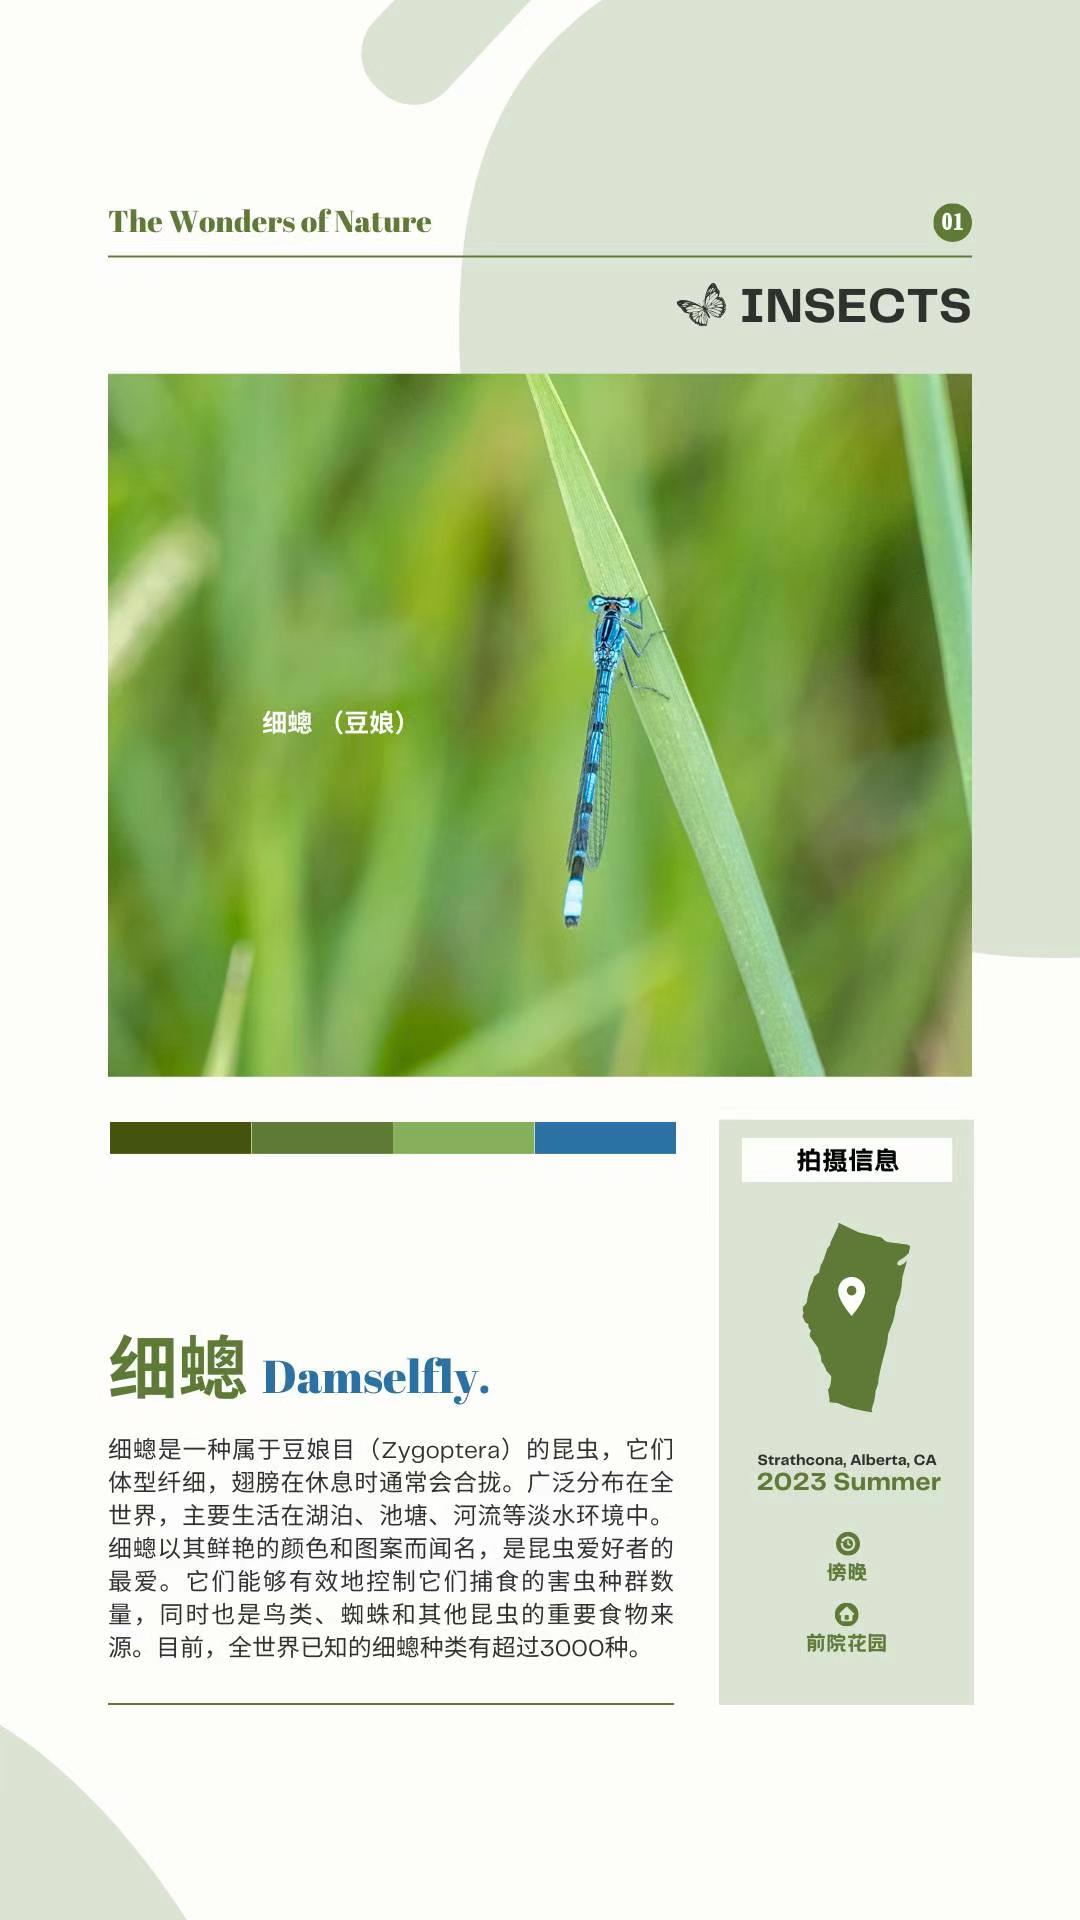 The Wonders of Nature
01
INSECTS
细蟌 （豆娘）
拍摄信息
细蟌 Damselfly.
细蟌是一种属于豆娘目（Zygoptera）的昆虫，它们
体型纤细，翅膀在休息时通常会合拢。广泛分布在全
世界，主要生活在湖泊、池塘、河流等淡水环境中。
细蟌以其鲜艳的颜色和图案而闻名，是昆虫爱好者的
最爱。它们能够有效地控制它们捕食的害虫种群数
量，同时也是鸟类、蜘蛛和其他昆虫的重要食物来
源。目前，全世界已知的细蟌种类有超过3000种。
Strathcona, Alberta, CA
2023 Summer
傍晚
前院花园